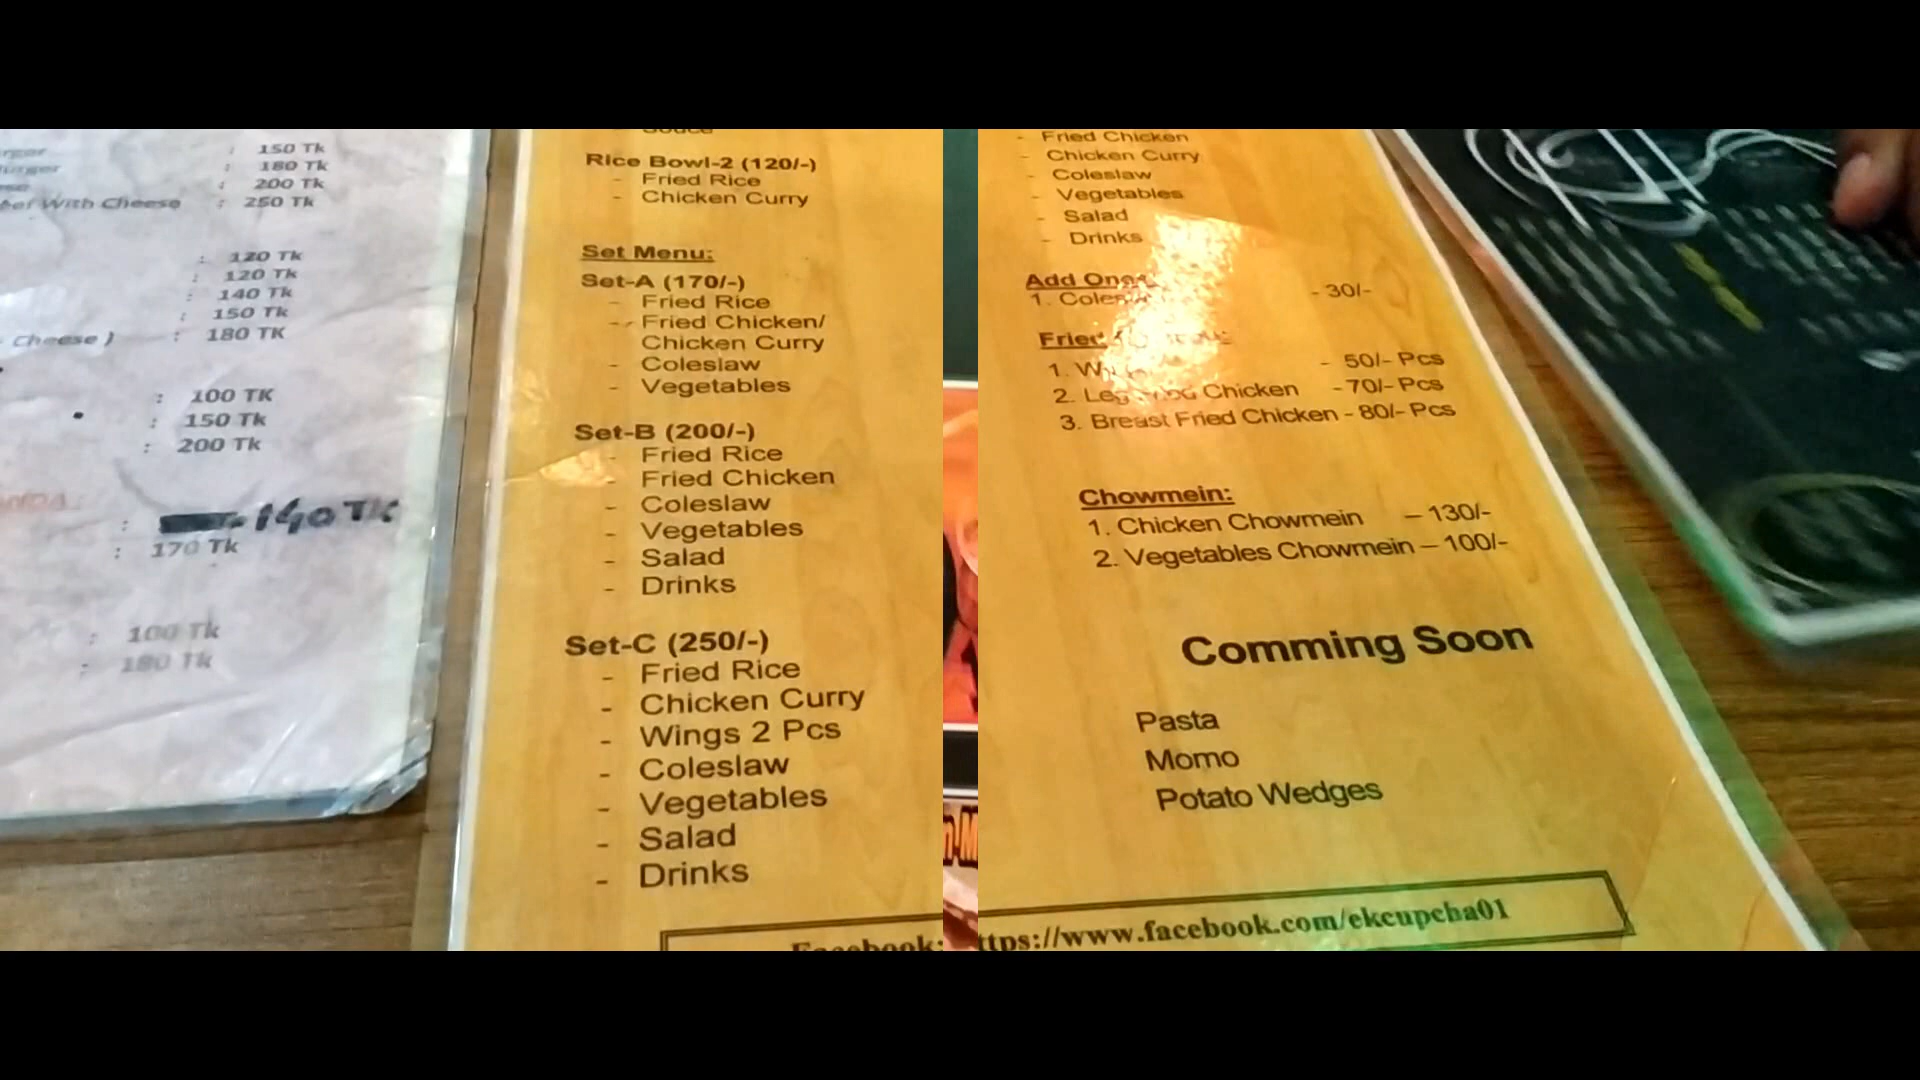 150 Tk
180 Tk
: 200 Tk
With Cheese : 250 Tk
: 120 Tk
: 120 Tk
: 140 Tk
: 150 Tk
Cheese ) : 180 TK
: 100 TK
: 150 Tk
: 200 Tk
: 140 TK
: 170 Tk
: 100 Tk
: 180 Tk
Rice Bowl-2 (120/-)
- Fried Rice
- Chicken Curry
Set Menu:
Set-A (170/-)
- Fried Rice
- Fried Chicken/
Chicken Curry
- Coleslaw
- Vegetables
Set-B (200/-)
- Fried Rice
- Fried Chicken
- Coleslaw
- Vegetables
- Salad
- Drinks
Set-C (250/-)
- Fried Rice
- Chicken Curry
- Wings 2 Pcs
- Coleslaw
- Vegetables
- Salad
- Drinks
Facebook:
- Fried Chicken
- Chicken Curry
- Coleslaw
- Vegetables
- Salad
- Drinks
Add
1. - 30/-
Fried
1. - 50/- Pcs
2. Chicken - 70/- Pcs
3. Breast Fried Chicken - 80/- Pcs
Chowmein:
1. Chicken Chowmein – 130/-
2. Vegetables Chowmein – 100/-
Comming Soon
Pasta
Momo
Potato Wedges
ttps://www.facebook.com/ekcupcha01